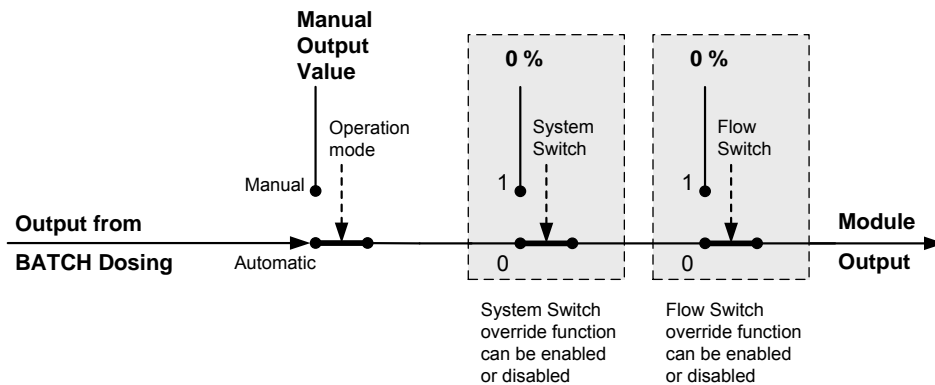 Manual
Output
Value
0 %
0 %
Operation
mode
System
Switch
Flow
Switch
Manual
1
1
Output from
BATCH Dosing
Automatic
0
0
Module
Output
System Switch
override function
can be enabled
or disabled
Flow Switch
override function
can be enabled
or disabled